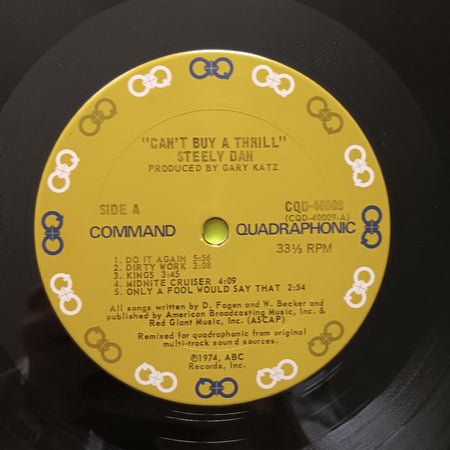 "CAN'T BUY A THRILL"
STEELY DAN
PRODUCED BY GARY KATZ
SIDE A
CQD-40009
(CQD-40009-A)
COMMAND QUADRAPHONIC
33⅓ RPM
1. DO IT AGAIN 5:56
2. DIRTY WORK 3:08
3. KINGS 3:45
4. MIDNITE CRUISER 4:09
5. ONLY A FOOL WOULD SAY THAT 2:54
All songs written by D. Fagen and W. Becker and
published by American Broadcasting Music, Inc. &
Red Giant Music, Inc. (ASCAP)
Remixed for quadraphonic from original
multi-track sound sources.
℗1974, ABC
Records, Inc.